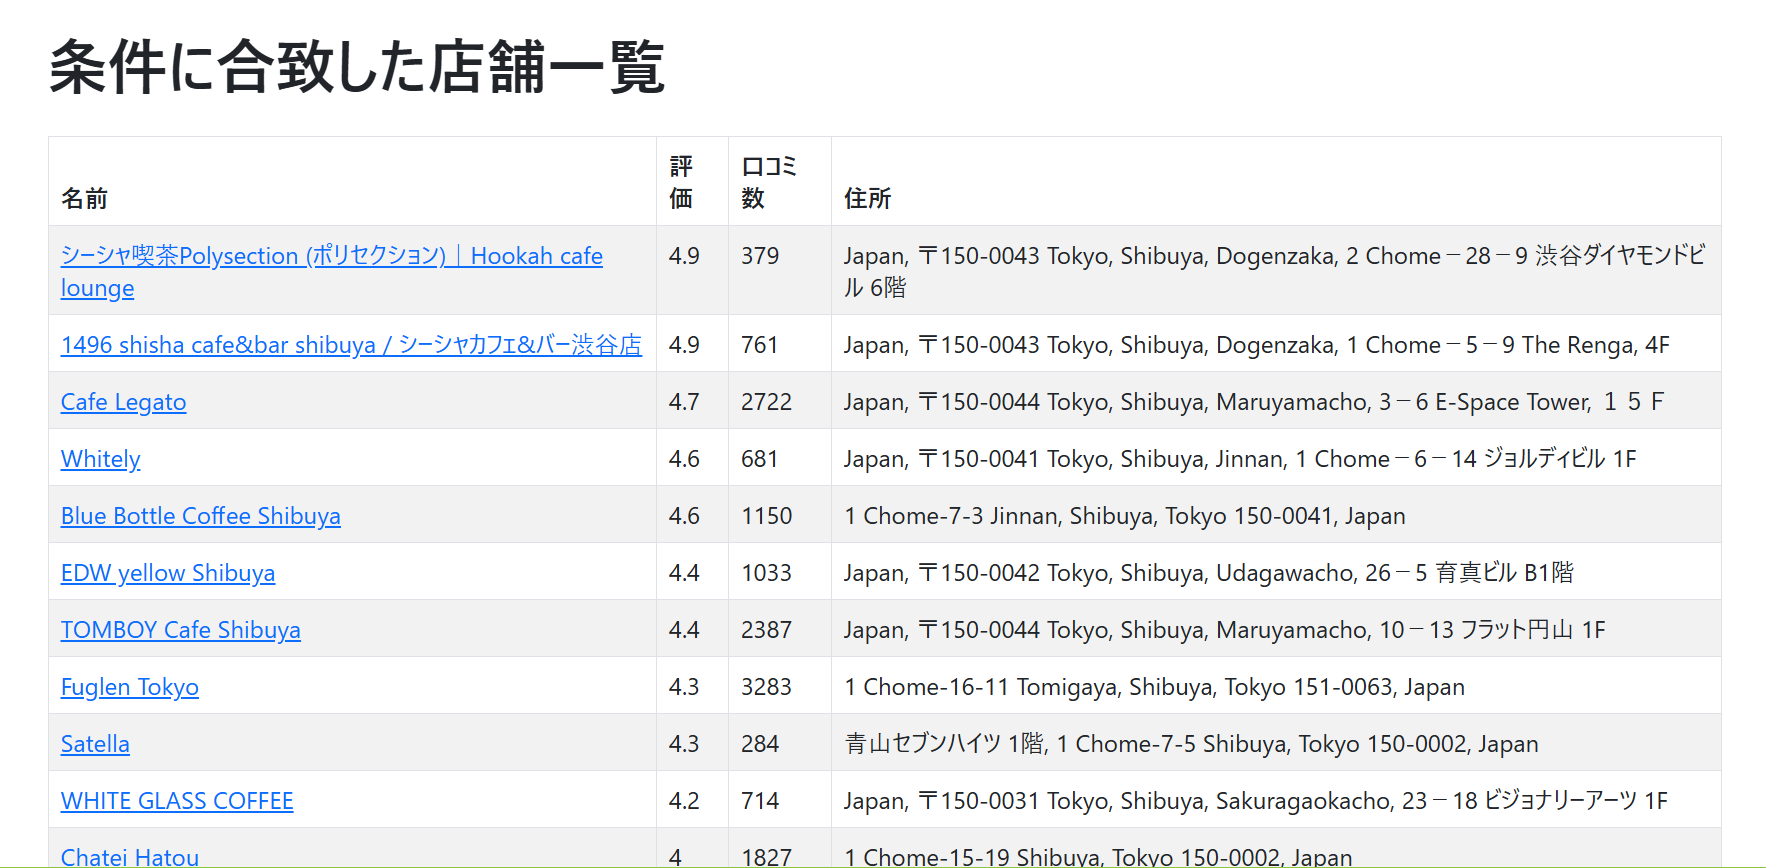 条件に合致した店舗一覧
名前 評価 口コミ数 住所
シーシャ喫茶Polysection (ポリセクション)｜Hookah cafe lounge 4.9 379 Japan, 〒150-0043 Tokyo, Shibuya, Dogenzaka, 2 Chome−28−9 渋谷ダイヤモンドビル 6階
1496 shisha cafe&bar shibuya / シーシャカフェ&バー渋谷店 4.9 761 Japan, 〒150-0043 Tokyo, Shibuya, Dogenzaka, 1 Chome−5−9 The Renga, 4F
Cafe Legato 4.7 2722 Japan, 〒150-0044 Tokyo, Shibuya, Maruyamacho, 3−6 E-Space Tower, １５Ｆ
Whitely 4.6 681 Japan, 〒150-0041 Tokyo, Shibuya, Jinnan, 1 Chome−6−14 ジョルディビル 1F
Blue Bottle Coffee Shibuya 4.6 1150 1 Chome-7-3 Jinnan, Shibuya, Tokyo 150-0041, Japan
EDW yellow Shibuya 4.4 1033 Japan, 〒150-0042 Tokyo, Shibuya, Udagawacho, 26−5 育真ビル B1階
TOMBOY Cafe Shibuya 4.4 2387 Japan, 〒150-0044 Tokyo, Shibuya, Maruyamacho, 10−13 フラット円山 1F
Fuglen Tokyo 4.3 3283 1 Chome-16-11 Tomigaya, Shibuya, Tokyo 151-0063, Japan
Satella 4.3 284 青山セブンハイツ 1階, 1 Chome-7-5 Shibuya, Tokyo 150-0002, Japan
WHITE GLASS COFFEE 4.2 714 Japan, 〒150-0031 Tokyo, Shibuya, Sakuragaokacho, 23−18 ビジョナリーアーツ 1F
Chatei Hatou 4 1827 1 Chome-15-19 Shibuya, Tokyo 150-0002, Japan